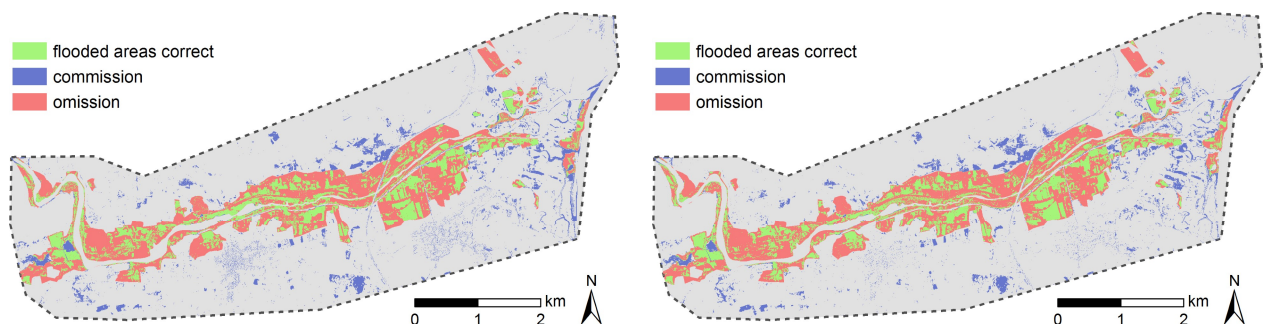 flooded areas correct
commission
omission
N
km
0 1 2
flooded areas correct
commission
omission
N
km
0 1 2